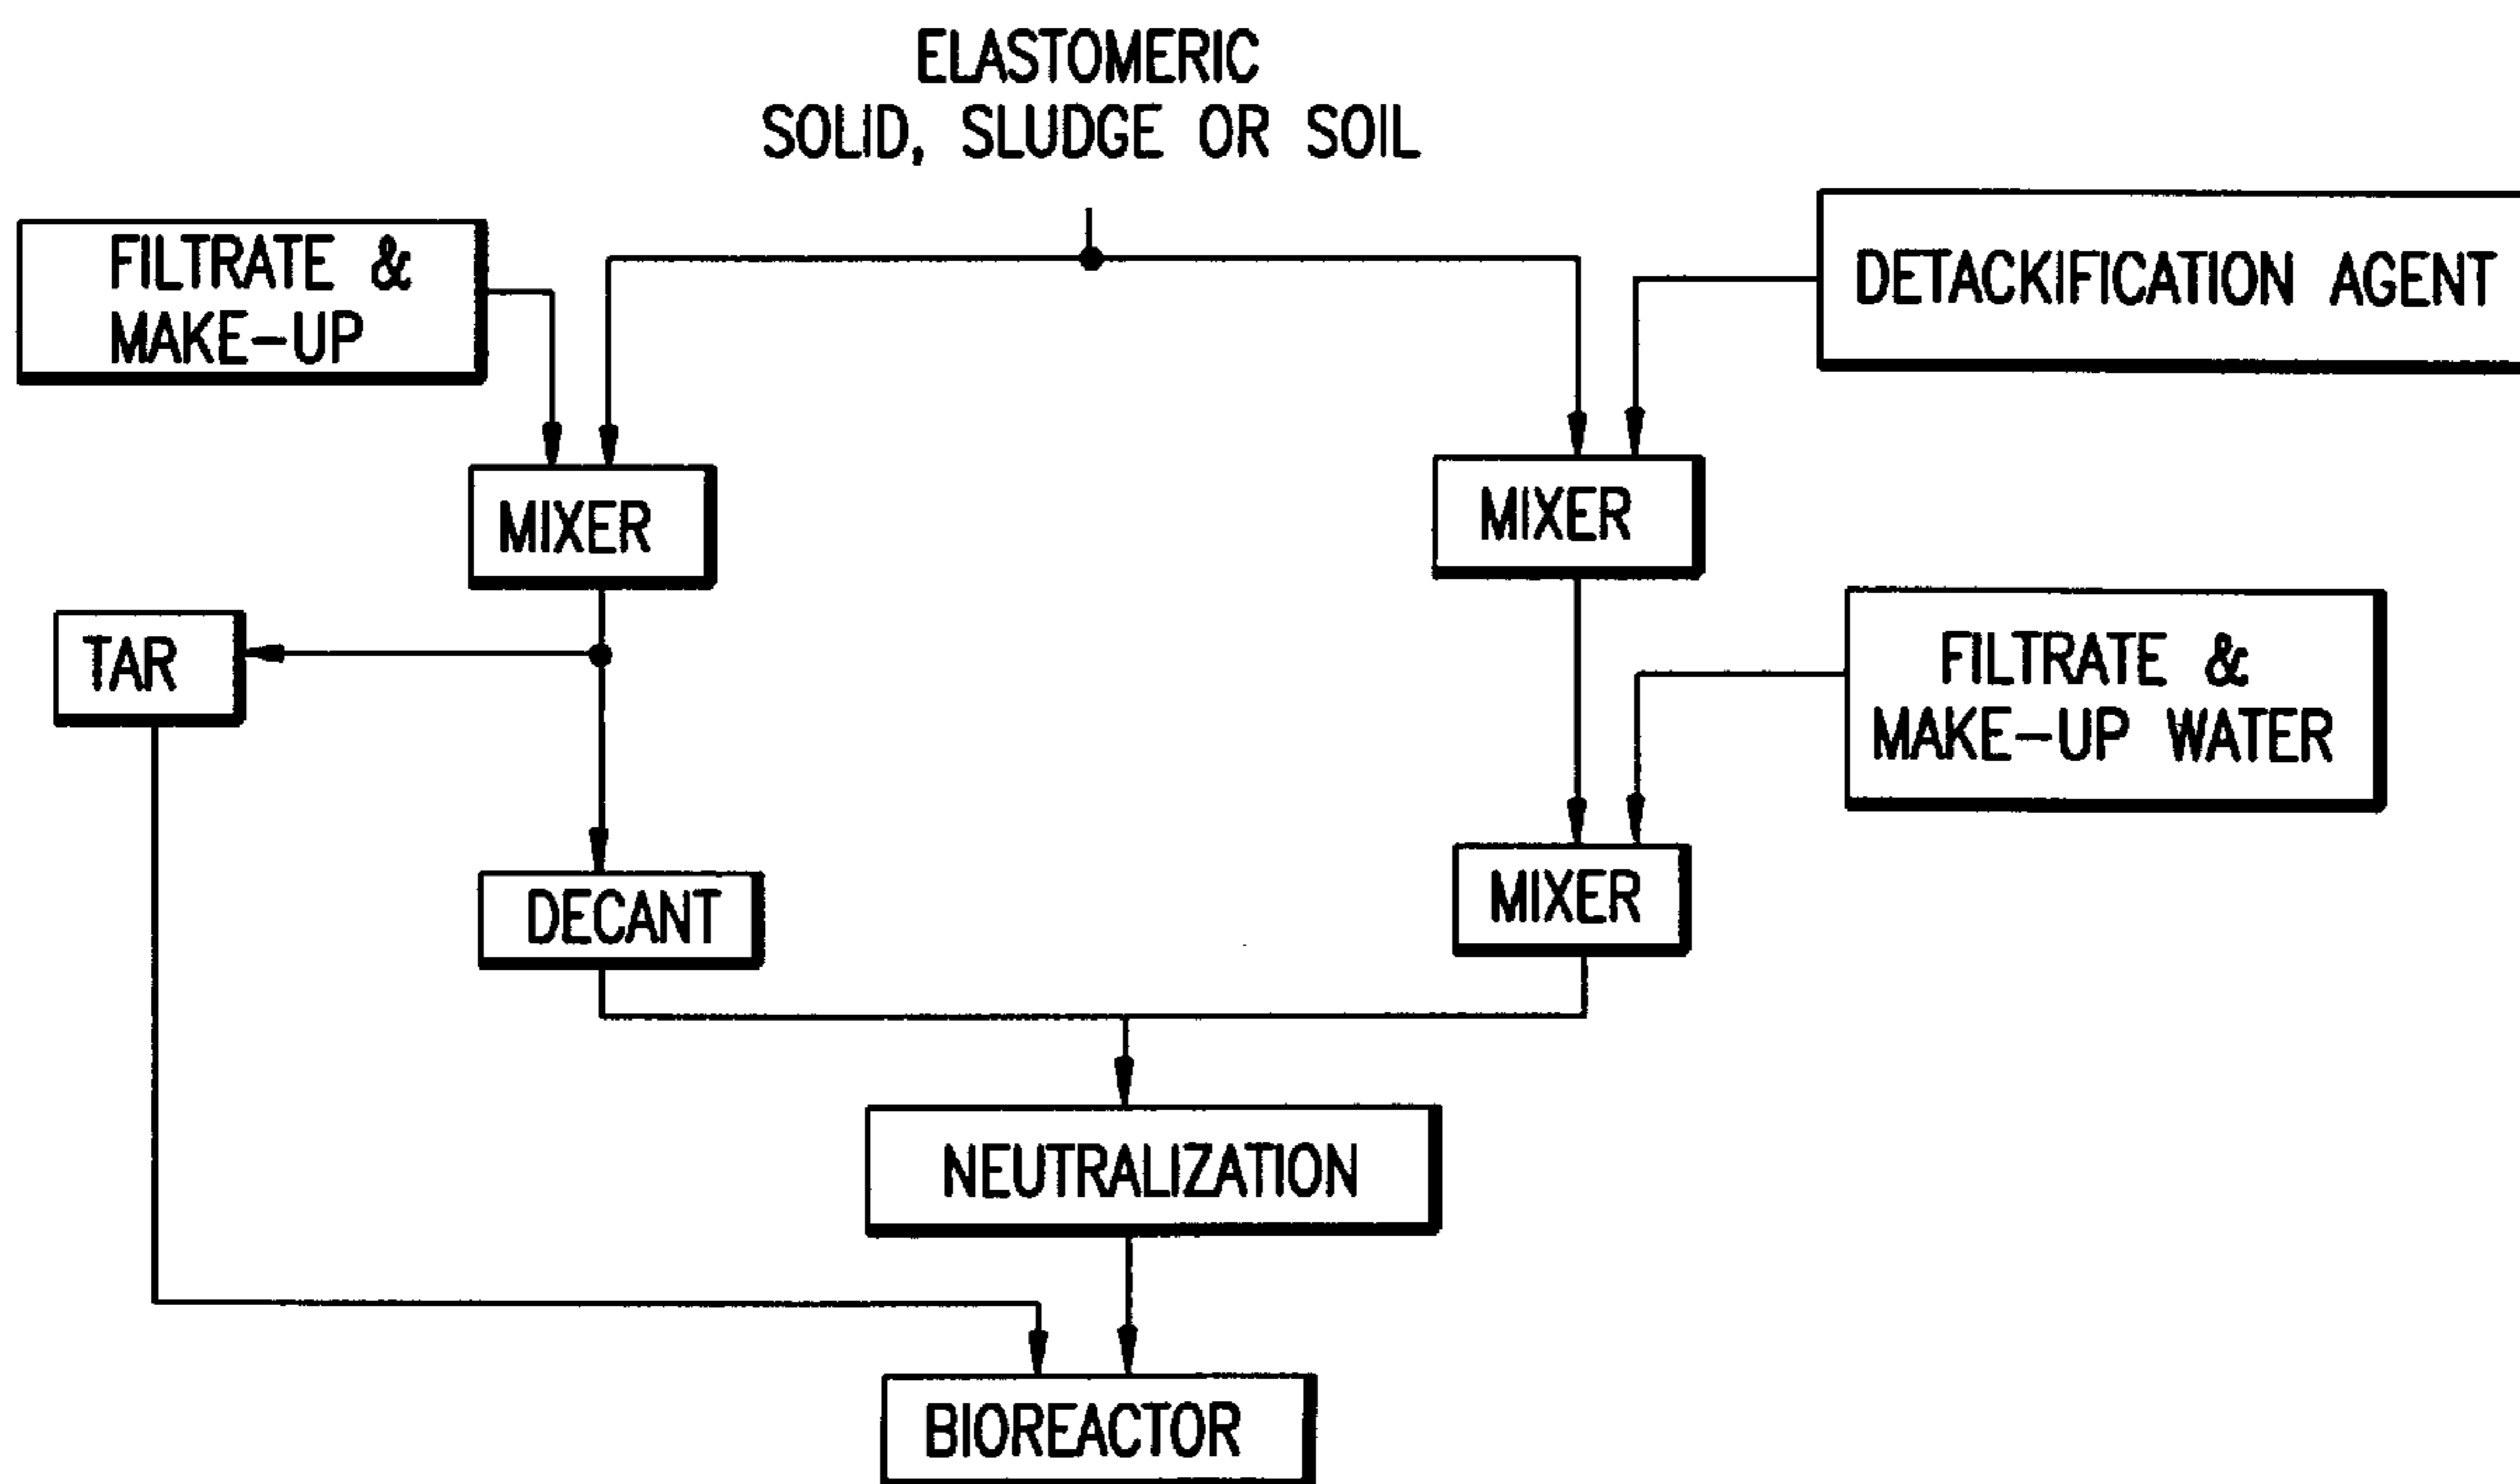 ELASTOMERIC
SOLID, SLUDGE OR SOIL
FILTRATE &
MAKE-UP
DETACKIFICATION AGENT
MIXER
MIXER
TAR
FILTRATE &
MAKE-UP WATER
DECANT
MIXER
NEUTRALIZATION
BIOREACTOR